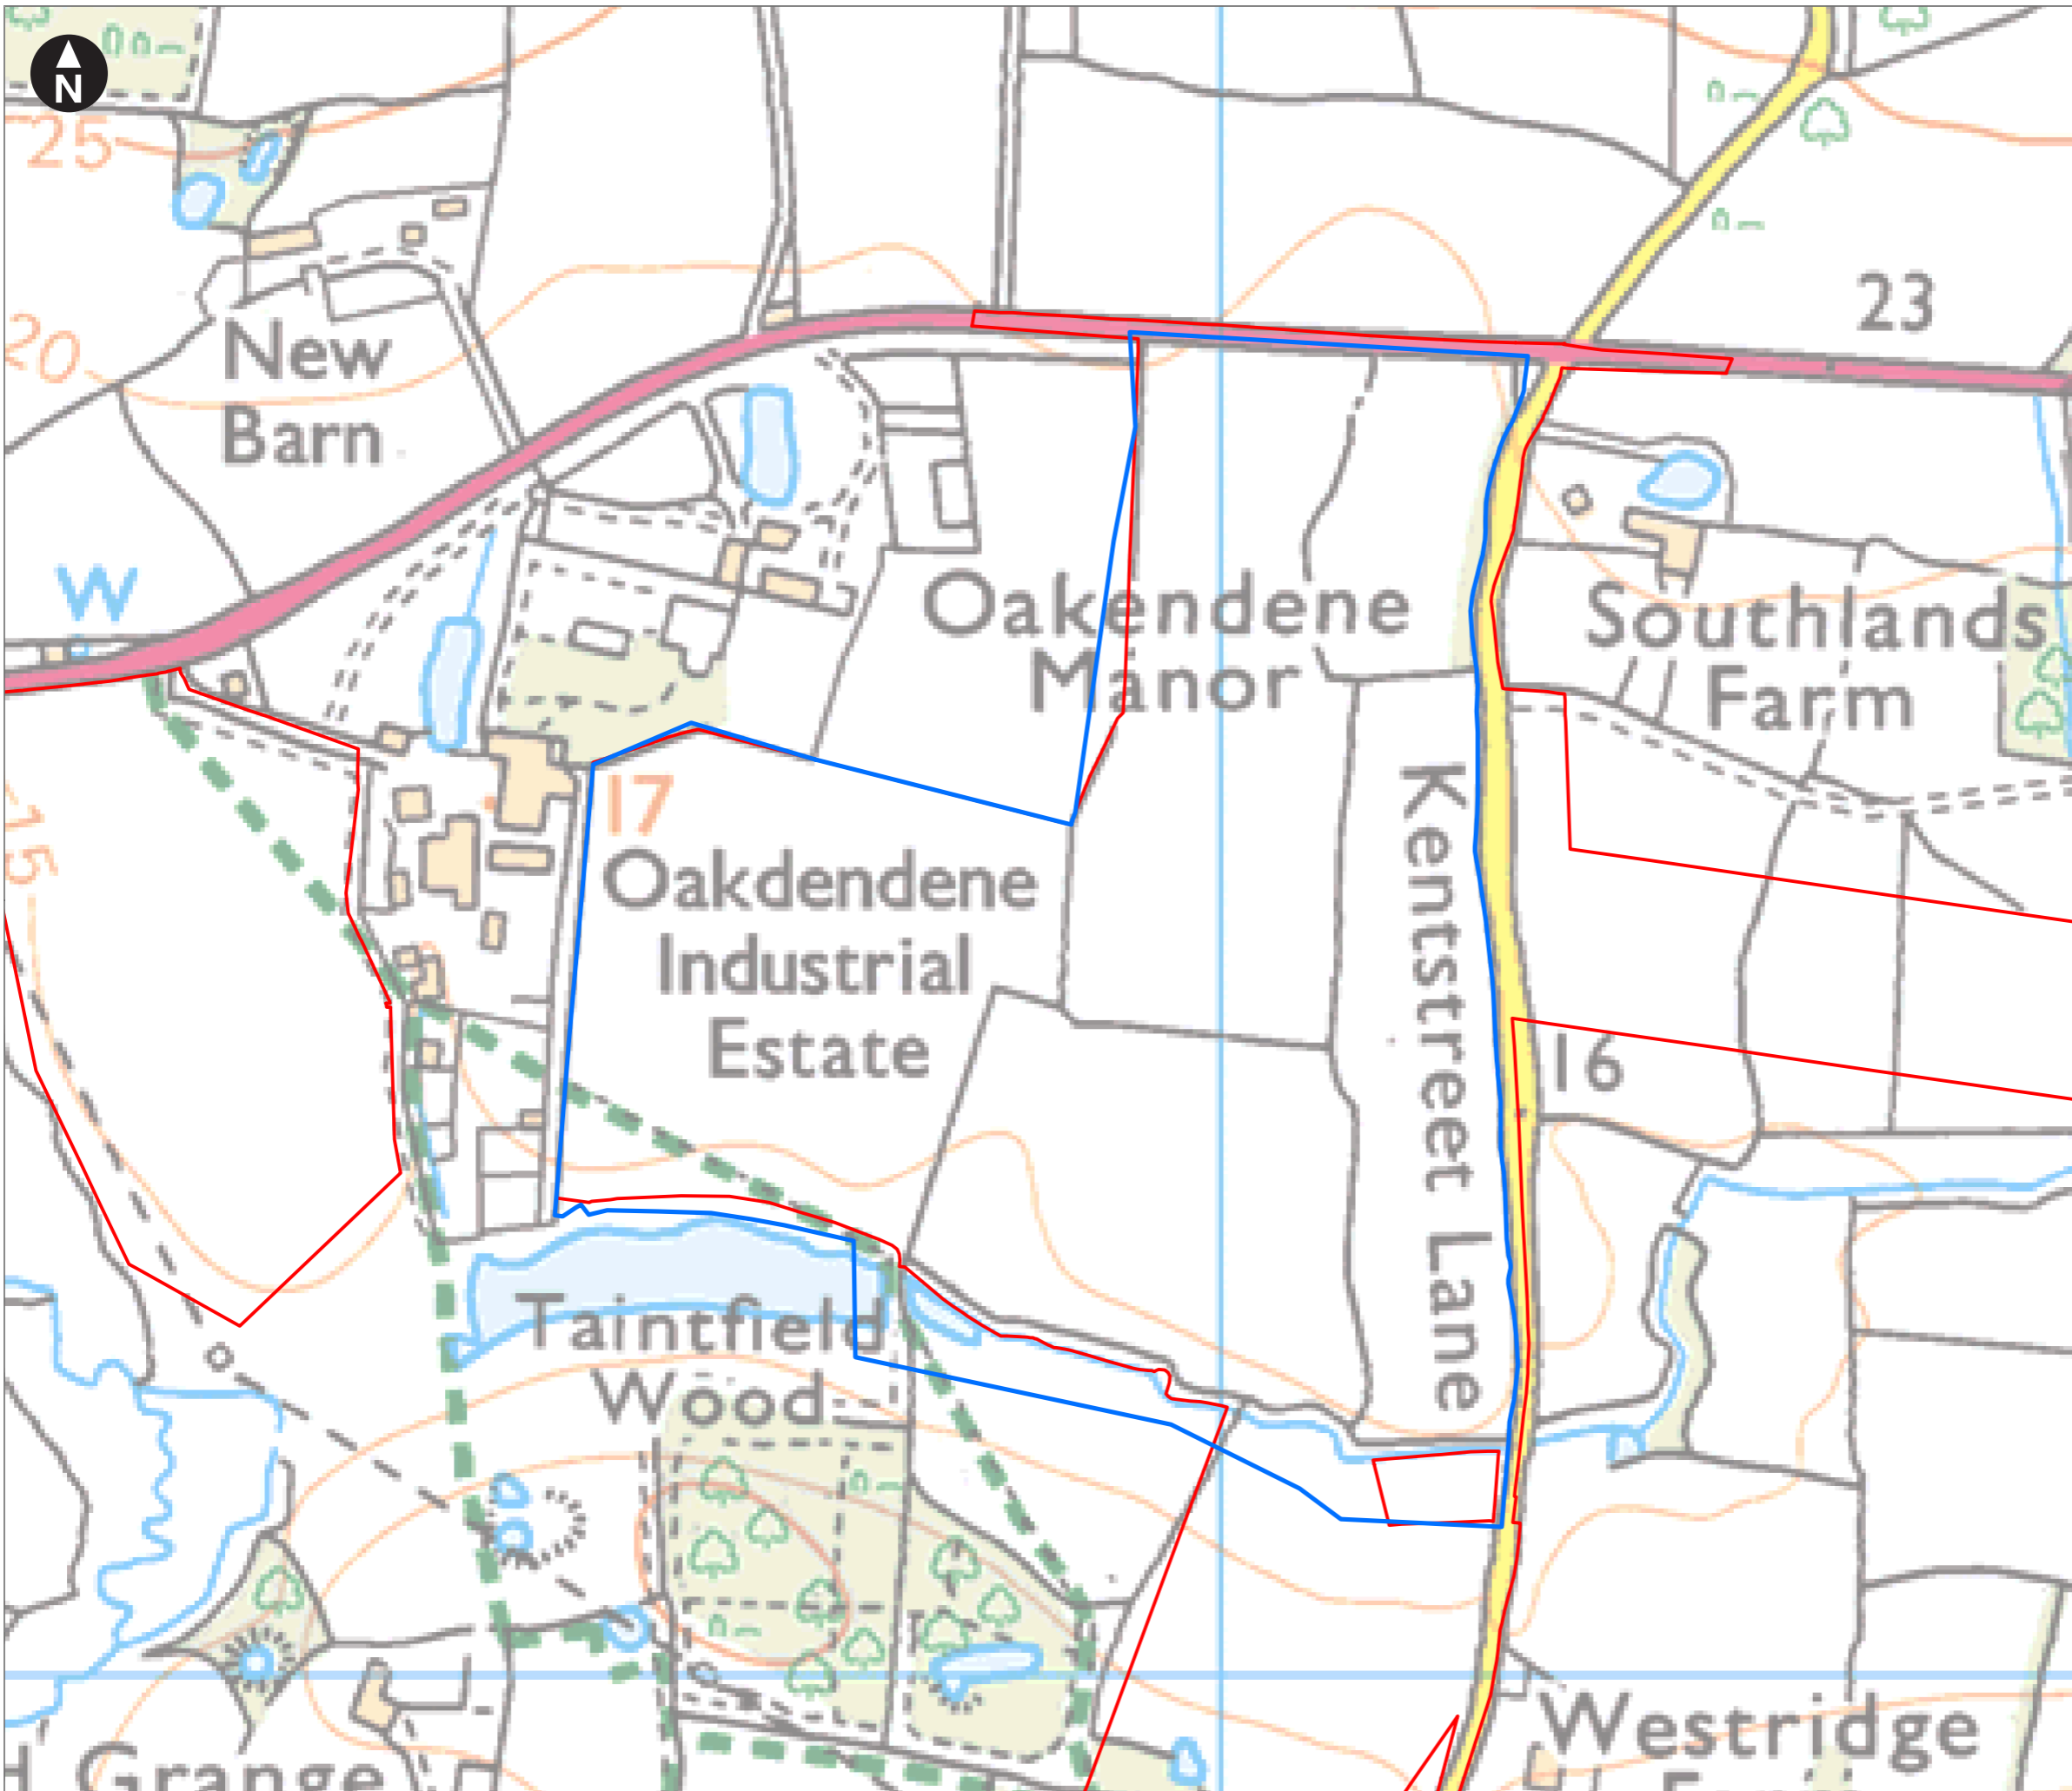 N
25
23
20
New
Barn
W
Oakendene
Manor
Southlands
Farm
17
15
Oakdendene
Industrial
Estate
Kentstreet Lane
16
Taintfield
Wood
Westridge
Grange